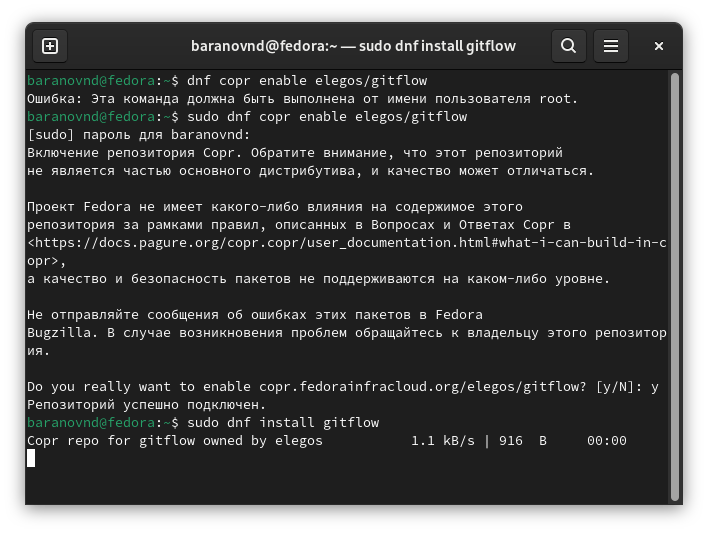 baranovnd@fedora:~ — sudo dnf install gitflow
baranovnd@fedora:~$ dnf copr enable elegos/gitflow
Ошибка: Эта команда должна быть выполнена от имени пользователя root.
baranovnd@fedora:~$ sudo dnf copr enable elegos/gitflow
[sudo] пароль для baranovnd:
Включение репозитория Copr. Обратите внимание, что этот репозиторий
не является частью основного дистрибутива, и качество может отличаться.
Проект Fedora не имеет какого-либо влияния на содержимое этого
репозитория за рамками правил, описанных в Вопросах и Ответах Copr в
<https://docs.pagure.org/copr.copr/user_documentation.html#what-i-can-build-in-c
opr>,
а качество и безопасность пакетов не поддерживаются на каком-либо уровне.
Не отправляйте сообщения об ошибках этих пакетов в Fedora
Bugzilla. В случае возникновения проблем обращайтесь к владельцу этого репозитор
ия.
Do you really want to enable copr.fedorainfracloud.org/elegos/gitflow? [y/N]: y
Репозиторий успешно подключен.
baranovnd@fedora:~$ sudo dnf install gitflow
Copr repo for gitflow owned by elegos 1.1 kB/s | 916 B 00:00